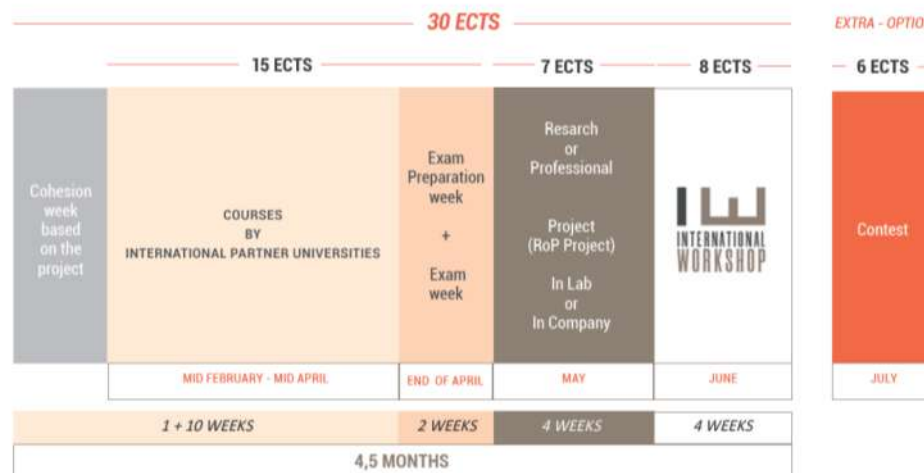 30 ECTS
EXTRA - OPTIO
15 ECTS
7 ECTS
8 ECTS
6 ECTS
Cohesion
week
based
on the
project
COURSES
BY
INTERNATIONAL PARTNER UNIVERSITIES
Exam
Preparation
week
+
Exam
week
Resarch
or
Professional
Project
(RoP Project)
In Lab
or
In Company
INTERNATIONAL
WORKSHOP
Contest
MID FEBRUARY - MID APRIL
END OF APRIL
MAY
JUNE
JULY
1 + 10 WEEKS
2 WEEKS
4 WEEKS
4 WEEKS
4,5 MONTHS